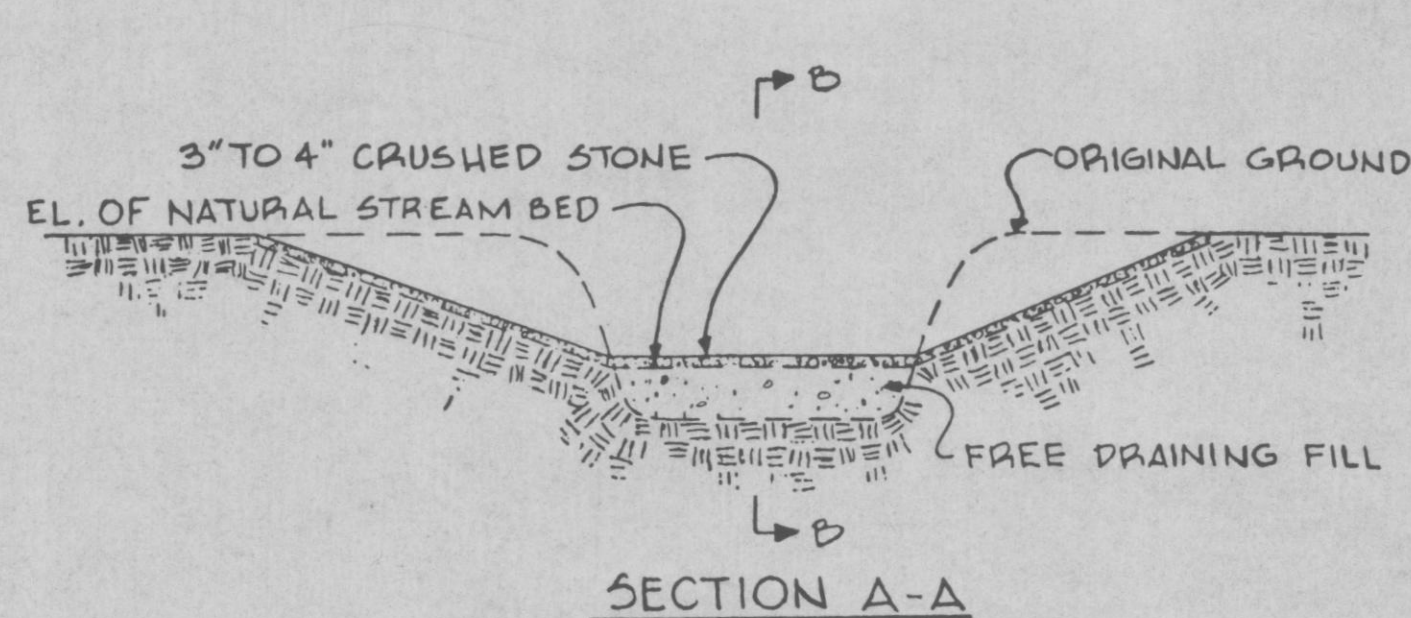 B
3" TO 4" CRUSHED STONE
ORIGINAL GROUND
EL. OF NATURAL STREAM BED
FREE DRAINING FILL
B
SECTION A-A